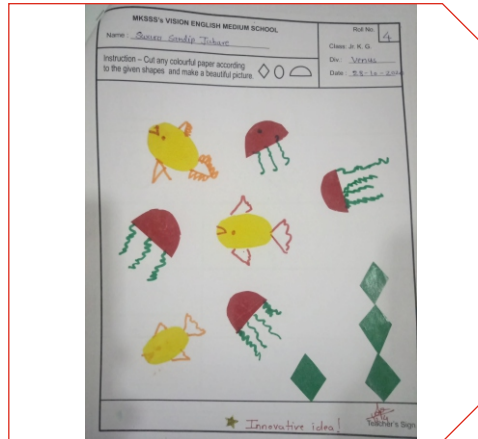 MKSSS's VISION ENGLISH MEDIUM SCHOOL
Name:
Roll No. 4
Class: Jr. K. G.
Div.:
Date:
Instruction – Cut any colourful paper according
to the given shapes and make a beautiful picture.
Innovative idea!
Teacher's Sign